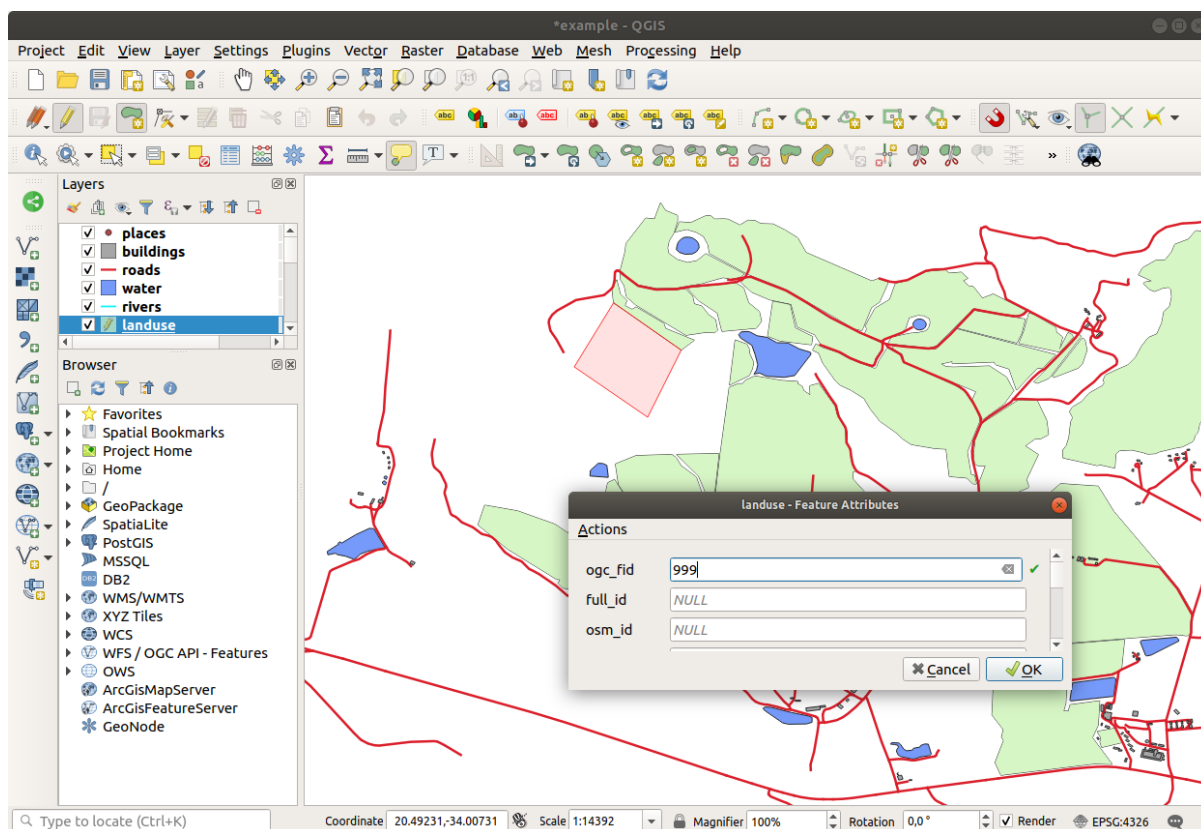 *example - QGIS
Project Edit View Layer Settings Plugins Vector Raster Database Web Mesh Processing Help
Layers
places
buildings
roads
water
rivers
landuse
Browser
Favorites
Spatial Bookmarks
Project Home
Home
/
GeoPackage
SpatiaLite
PostGIS
MSSQL
DB2
WMS/WMTS
XYZ Tiles
WCS
WFS / OGC API - Features
OWS
ArcGisMapServer
ArcGisFeatureServer
GeoNode
landuse - Feature Attributes
Actions
ogc_fid 999
full_id NULL
osm_id NULL
Cancel OK
Type to locate (Ctrl+K) Coordinate 20.49231,-34.00731 Scale 1:14392 Magnifier 100% Rotation 0,0 ° Render EPSG:4326